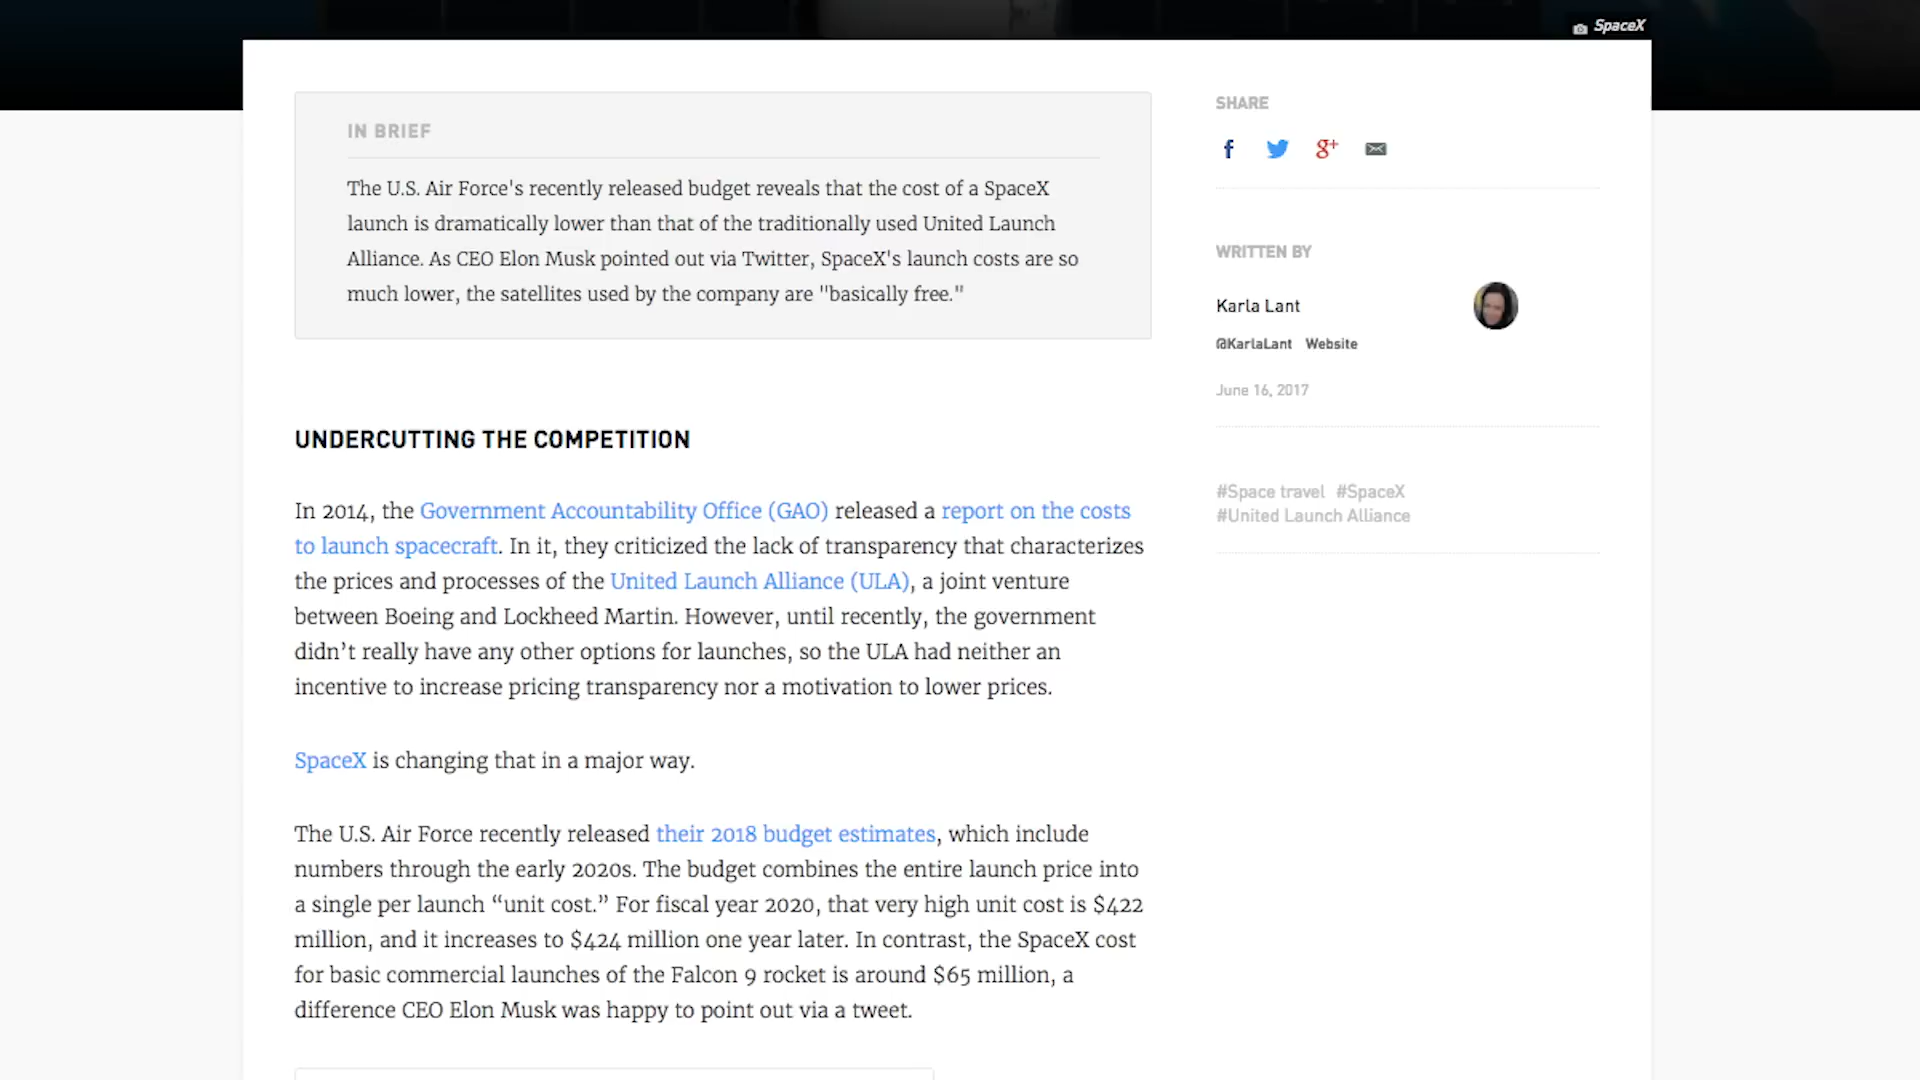 SpaceX
IN BRIEF
The U.S. Air Force's recently released budget reveals that the cost of a SpaceX
launch is dramatically lower than that of the traditionally used United Launch
Alliance. As CEO Elon Musk pointed out via Twitter, SpaceX's launch costs are so
much lower, the satellites used by the company are "basically free."
UNDERCUTTING THE COMPETITION
In 2014, the Government Accountability Office (GAO) released a report on the costs
to launch spacecraft. In it, they criticized the lack of transparency that characterizes
the prices and processes of the United Launch Alliance (ULA), a joint venture
between Boeing and Lockheed Martin. However, until recently, the government
didn’t really have any other options for launches, so the ULA had neither an
incentive to increase pricing transparency nor a motivation to lower prices.
SpaceX is changing that in a major way.
The U.S. Air Force recently released their 2018 budget estimates, which include
numbers through the early 2020s. The budget combines the entire launch price into
a single per launch “unit cost.” For fiscal year 2020, that very high unit cost is $422
million, and it increases to $424 million one year later. In contrast, the SpaceX cost
for basic commercial launches of the Falcon 9 rocket is around $65 million, a
difference CEO Elon Musk was happy to point out via a tweet.
SHARE
f g+
WRITTEN BY
Karla Lant
@KarlaLant Website
June 16, 2017
#Space travel #SpaceX
#United Launch Alliance